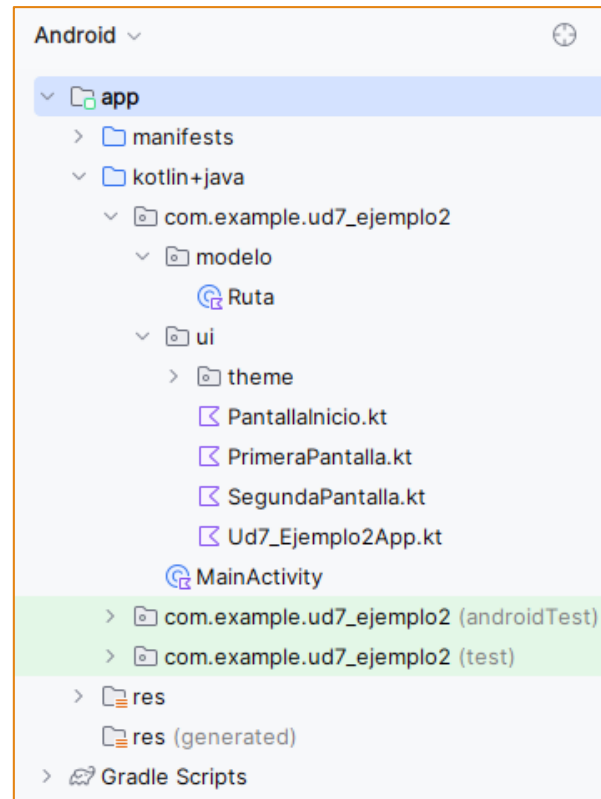 Android
app
manifests
kotlin+java
com.example.ud7_ejemplo2
modelo
Ruta
ui
theme
PantallaInicio.kt
PrimeraPantalla.kt
SegundaPantalla.kt
Ud7_Ejemplo2App.kt
MainActivity
com.example.ud7_ejemplo2 (androidTest)
com.example.ud7_ejemplo2 (test)
res
res (generated)
Gradle Scripts